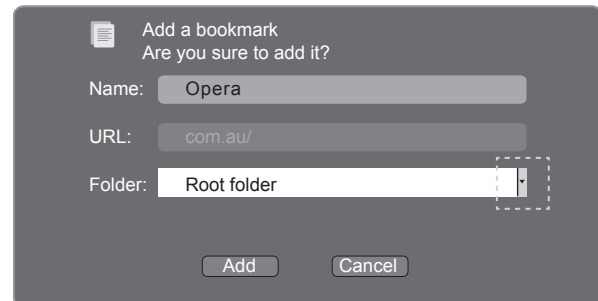 Add a bookmark
Are you sure to add it?
Name: Opera
URL: com.au/
Folder: Root folder
Add Cancel